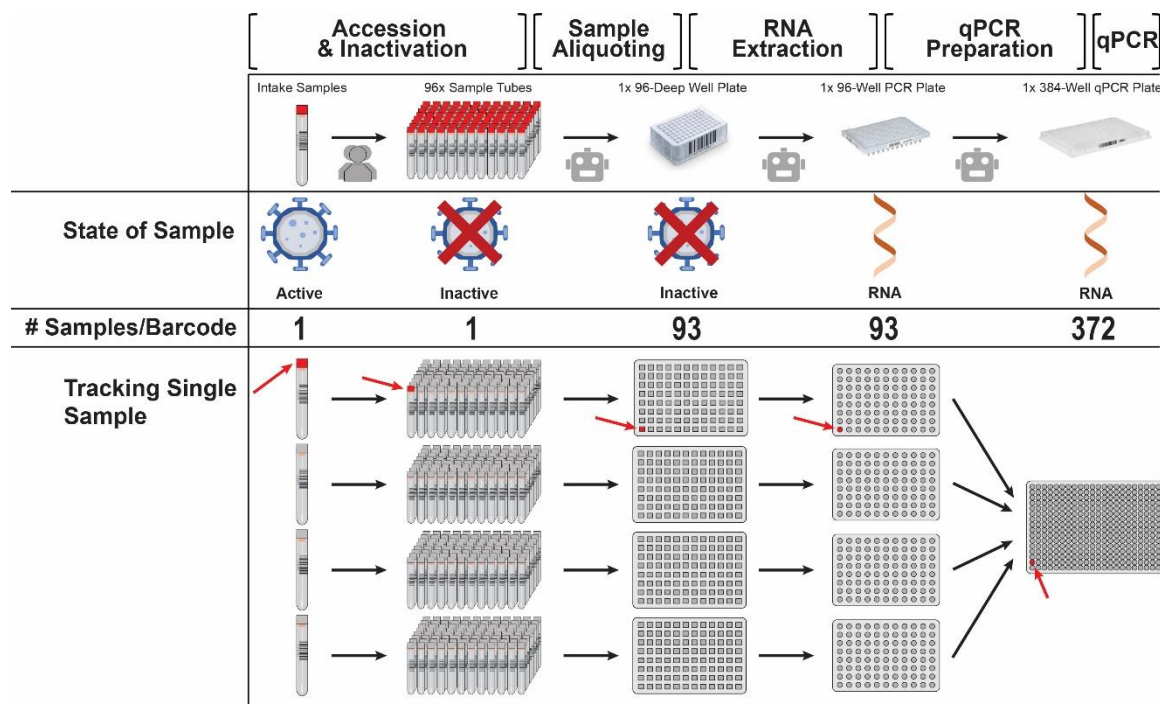 Accession
& Inactivation
Sample
Aliquoting
RNA
Extraction
qPCR
Preparation
qPCR
Intake Samples
96x Sample Tubes
1x 96-Deep Well Plate
1x 96-Well PCR Plate
1x 384-Well qPCR Plate
State of Sample
Active
Inactive
Inactive
RNA
RNA
# Samples/Barcode
1
1
93
93
372
Tracking Single
Sample